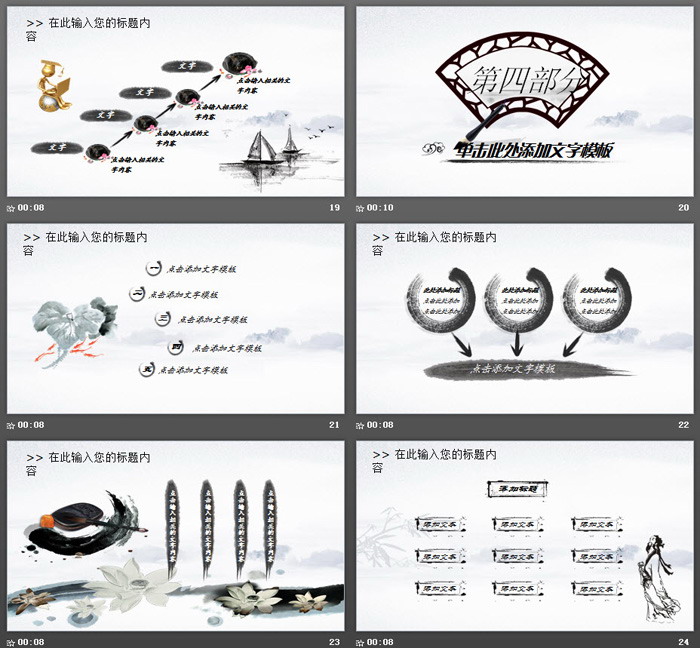 >> 在此输入您的标题内
容
文字
点击输入相关的文
字内容
文字
点击输入相关的文
字内容
文字
点击输入相关的文
字内容
文字
点击输入相关的文
字内容
00:08
19
第四部分
单击此处添加文字模板
00:10
20
>> 在此输入您的标题内
容
一 点击添加文字模板
二 点击添加文字模板
三 点击添加文字模板
四 点击添加文字模板
五 点击添加文字模板
00:08
21
>> 在此输入您的标题内
容
此处添加标题
点击此处添加
点击此处添加
此处添加标题
点击此处添加
点击此处添加
此处添加标题
点击此处添加
点击此处添加
点击添加文字模板
00:08
22
>> 在此输入您的标题内
容
点击输入相关的文字内容
点击输入相关的文字内容
点击输入相关的文字内容
点击输入相关的文字内容
00:08
23
>> 在此输入您的标题内
容
添加标题
添加文本 添加文本 添加文本
添加文本 添加文本 添加文本
添加文本 添加文本 添加文本
00:08
24